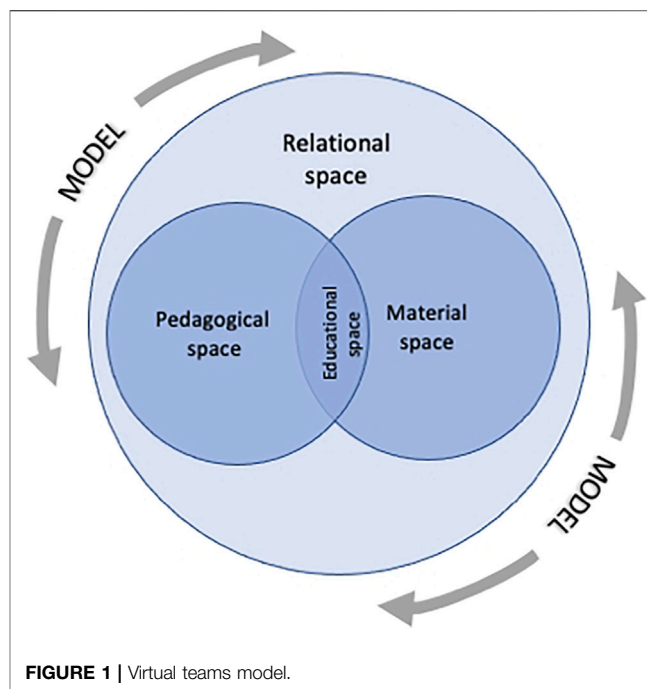 MODEL
Relational
space
Pedagogical
space
Educational
space
Material
space
MODEL
FIGURE 1 | Virtual teams model.